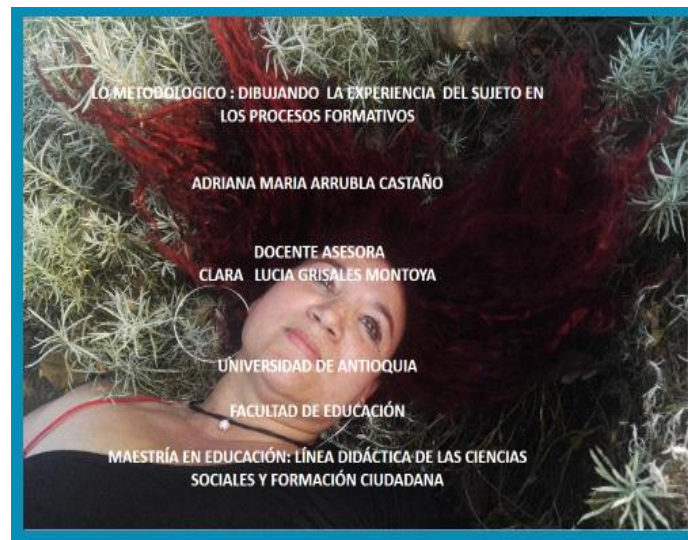 LO METODOLOGICO : DIBUJANDO LA EXPERIENCIA DEL SUJETO EN
LOS PROCESOS FORMATIVOS
ADRIANA MARIA ARRUBLA CASTAÑO
DOCENTE ASESORA
CLARA LUCIA GRISALES MONTOYA
UNIVERSIDAD DE ANTIOQUIA
FACULTAD DE EDUCACIÓN
MAESTRÍA EN EDUCACIÓN: LÍNEA DIDÁCTICA DE LAS CIENCIAS
SOCIALES Y FORMACIÓN CIUDADANA